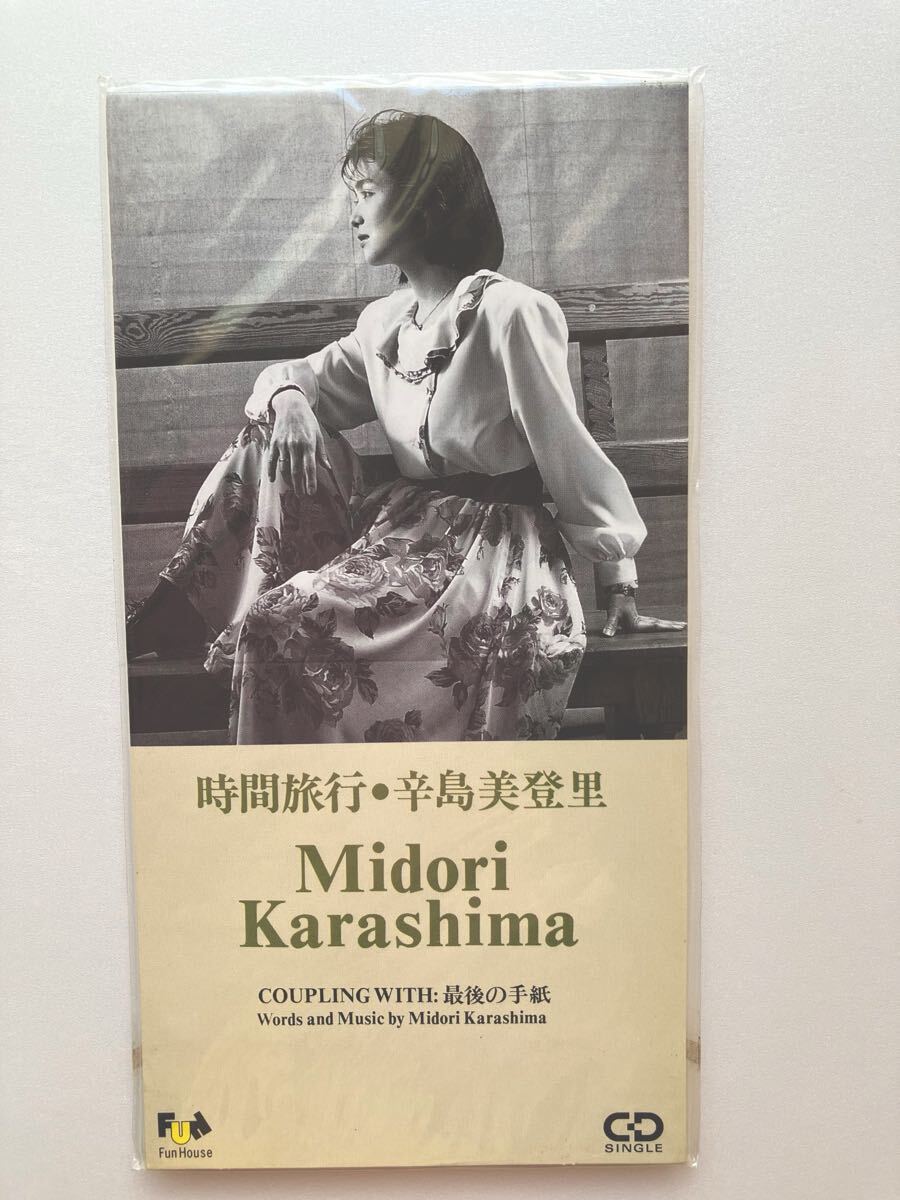 時間旅行●辛島美登里
Midori
Karashima
COUPLING WITH: 最後の手紙
Words and Music by Midori Karashima
FUN
Fun House
CD
SINGLE